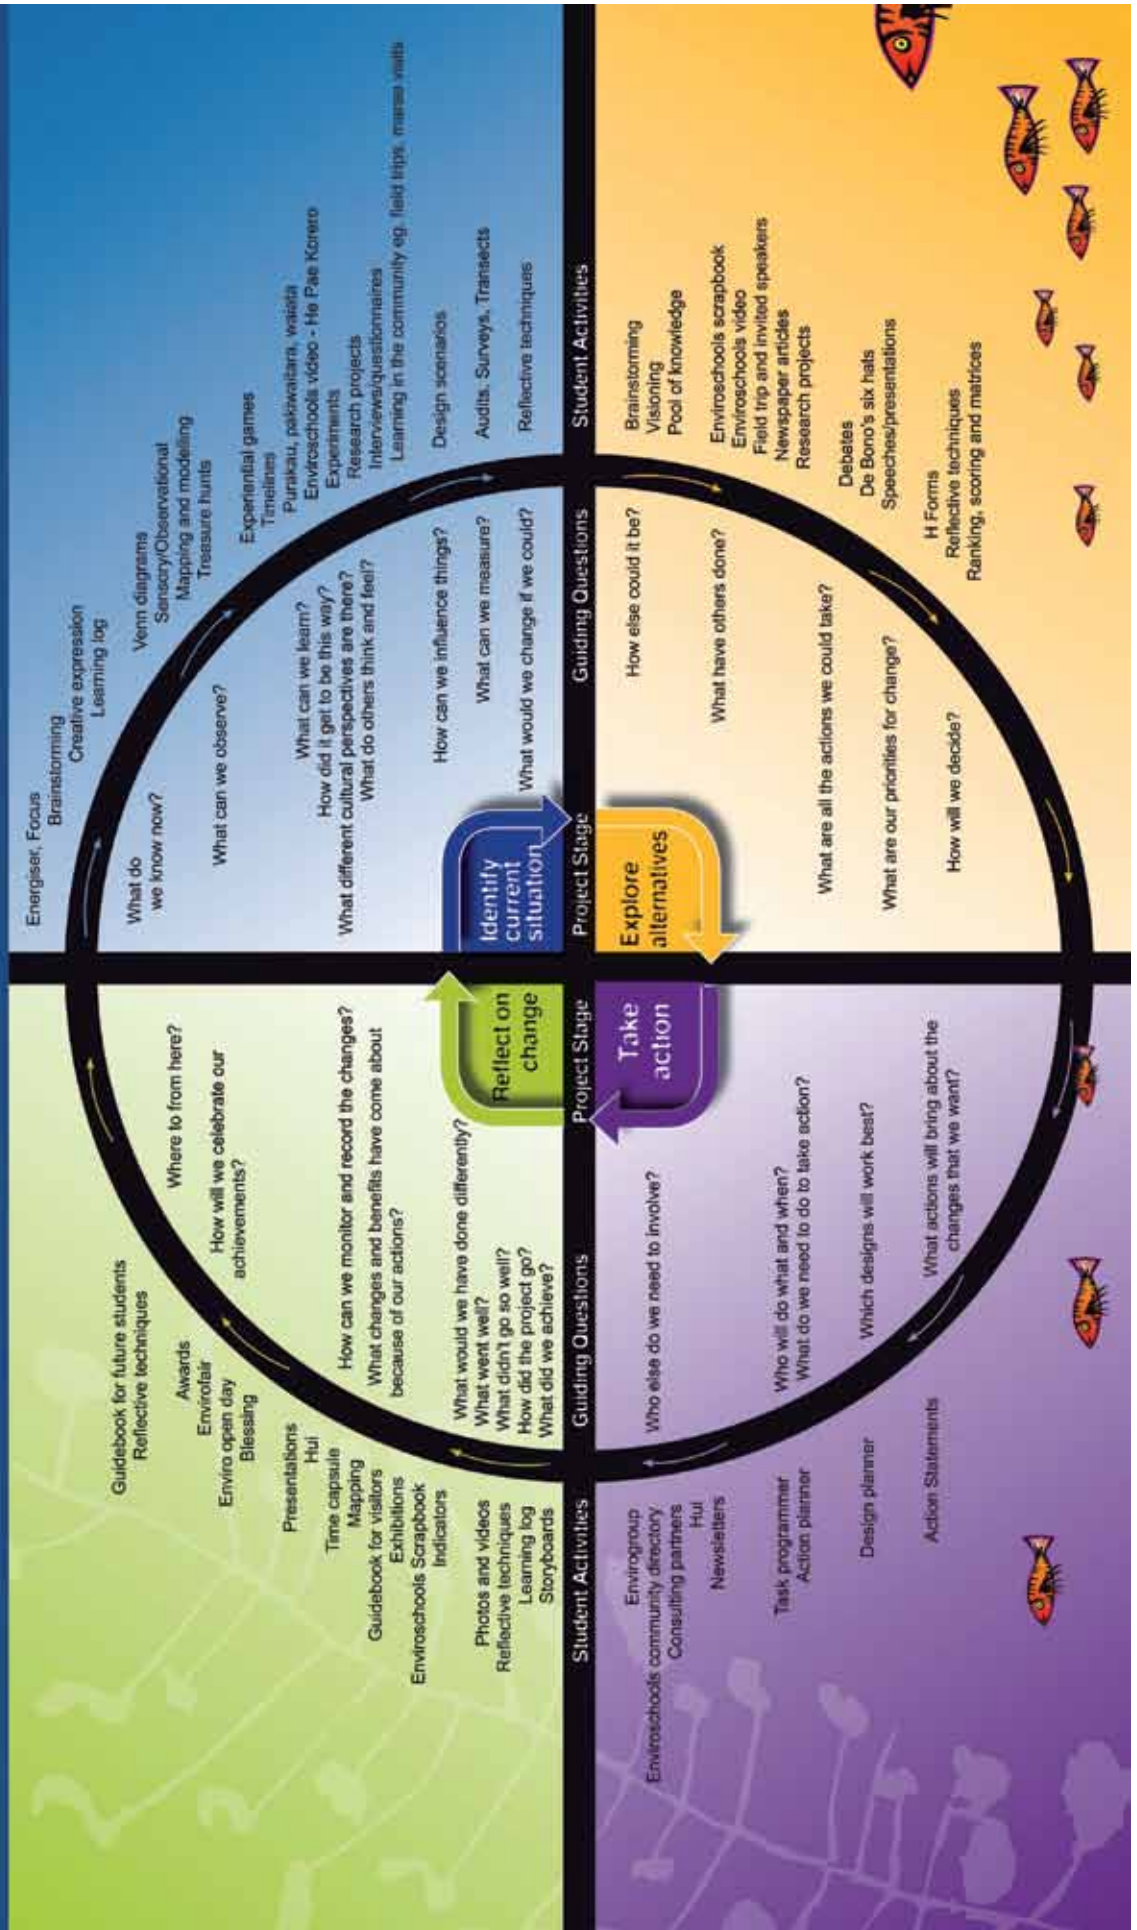 Energiser, Focus
Brainstorming
Creative expression
Learning log
Venn diagrams
Sensory/Observational
Mapping and modelling
Treasure hunts
Experiential games
Timelines
Purakau, pakiwaitara, waiata
Enviroschools video - He Pae Korero
Experiments
Research projects
Interviews/questionnaires
Learning in the community eg. field trips, marae visits
Design scenarios
Audits, Surveys, Transects
Reflective techniques
What do
we know now?
What can we observe?
What can we learn?
How did it get to be this way?
What different cultural perspectives are there?
What do others think and feel?
How can we influence things?
What can we measure?
What would we change if we could?
Identify
current
situation
Project Stage
Guiding Questions
Student Activities
Explore
alternatives
How else could it be?
What have others done?
What are all the actions we could take?
What are our priorities for change?
How will we decide?
Brainstorming
Visioning
Pool of knowledge
Enviroschools scrapbook
Enviroschools video
Field trip and invited speakers
Newspaper articles
Research projects
Debates
De Bono's six hats
Speeches/presentations
H Forms
Reflective techniques
Ranking, scoring and matrices
Take
action
Who else do we need to involve?
Who will do what and when?
What do we need to do to take action?
Which designs will work best?
What actions will bring about the
changes that we want?
Envirogroup
Enviroschools community directory
Consulting partners
Hui
Newsletters
Task programmer
Action planner
Design planner
Action Statements
Student Activities
Guiding Questions
Project Stage
Reflect on
change
Where to from here?
How will we celebrate our
achievements?
How can we monitor and record the changes?
What changes and benefits have come about
because of our actions?
What would we have done differently?
What went well?
What didn't go so well?
How did the project go?
What did we achieve?
Guidebook for future students
Reflective techniques
Awards
Envirofair
Enviro open day
Blessing
Presentations
Hui
Time capsule
Mapping
Guidebook for visitors
Exhibitions
Enviroschools Scrapbook
Indicators
Photos and videos
Reflective techniques
Learning log
Storyboards